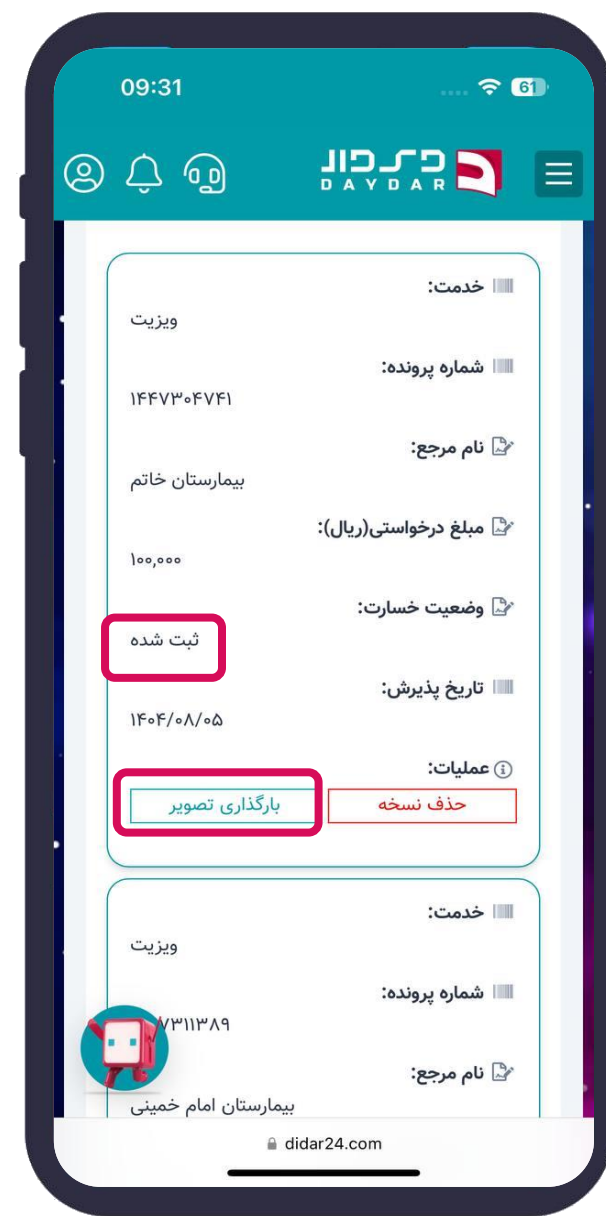 09:31
61
دی‌دار
DAYDAR
خدمت:
ویزیت
شماره پرونده:
۱۴۴۷۳۰۴۷۴۱
نام مرجع:
بیمارستان خاتم
مبلغ درخواستی(ریال):
۱۰۰,۰۰۰
وضعیت خسارت:
ثبت شده
تاریخ پذیرش:
۱۴۰۴/۰۸/۰۵
عملیات:
حذف نسخه بارگذاری تصویر
خدمت:
ویزیت
شماره پرونده:
۷۳۱۱۳۸۹
نام مرجع:
بیمارستان امام خمینی
didar24.com